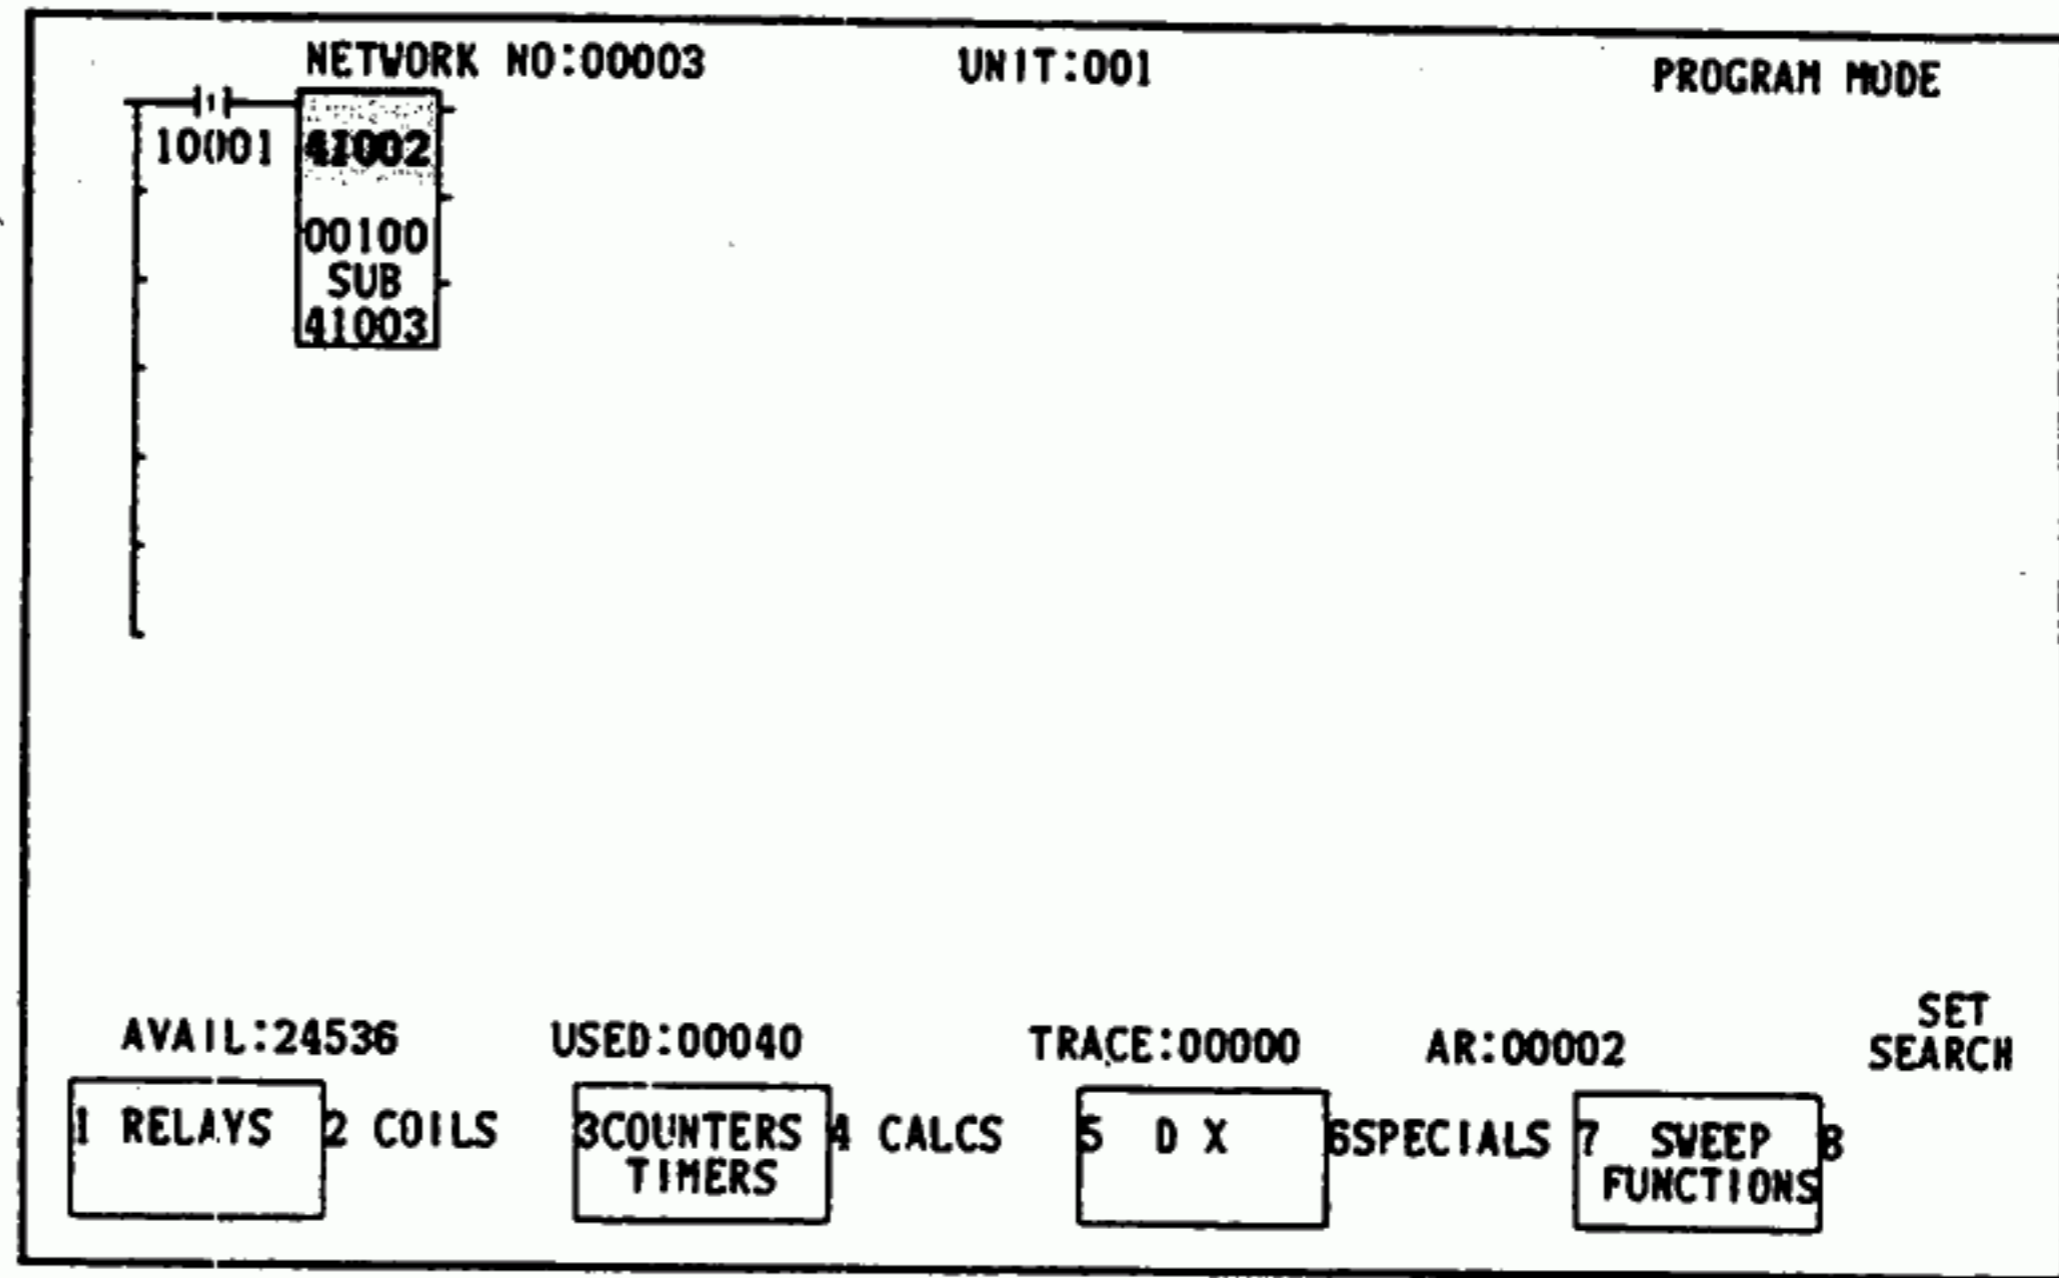 NETWORK NO:00003 UNIT:001 PROGRAM MODE
10001 41002
00100
SUB
41003
SET
AVAIL:24536 USED:00040 TRACE:00000 AR:00002 SEARCH
1 RELAYS 2 COILS 3COUNTERS 4 CALCS 5 D X 6SPECIALS 7 SWEEP 8
TIMERS FUNCTIONS